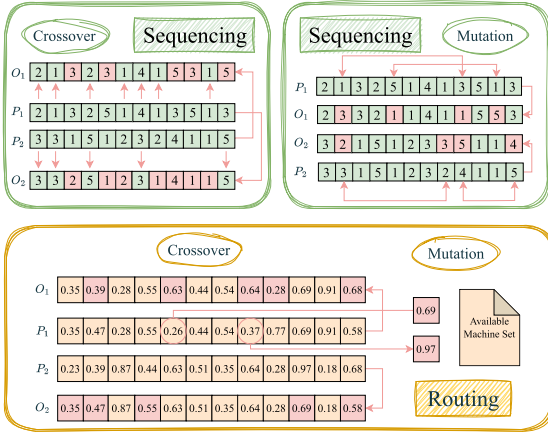 Crossover
Sequencing
O1 2 1 3 2 3 1 4 1 5 3 1 5
P1 2 1 3 2 5 1 4 1 3 5 1 3
P2 3 3 1 5 1 2 3 2 4 1 1 5
O2 3 3 2 5 1 2 3 1 4 1 1 5
Sequencing
Mutation
P1 2 1 3 2 5 1 4 1 3 5 1 3
O1 2 3 3 2 1 1 4 1 1 5 5 3
O2 3 2 1 5 1 2 3 3 5 1 1 4
P2 3 3 1 5 1 2 3 2 4 1 1 5
Crossover
Mutation
O1 0.35 0.39 0.28 0.55 0.63 0.44 0.54 0.64 0.28 0.69 0.91 0.68
P1 0.35 0.47 0.28 0.55 0.26 0.44 0.54 0.37 0.77 0.69 0.91 0.58
P2 0.23 0.39 0.87 0.44 0.63 0.51 0.35 0.64 0.28 0.97 0.18 0.68
O2 0.35 0.47 0.87 0.55 0.63 0.51 0.35 0.64 0.28 0.69 0.18 0.58
0.69
0.97
Available
Machine Set
Routing